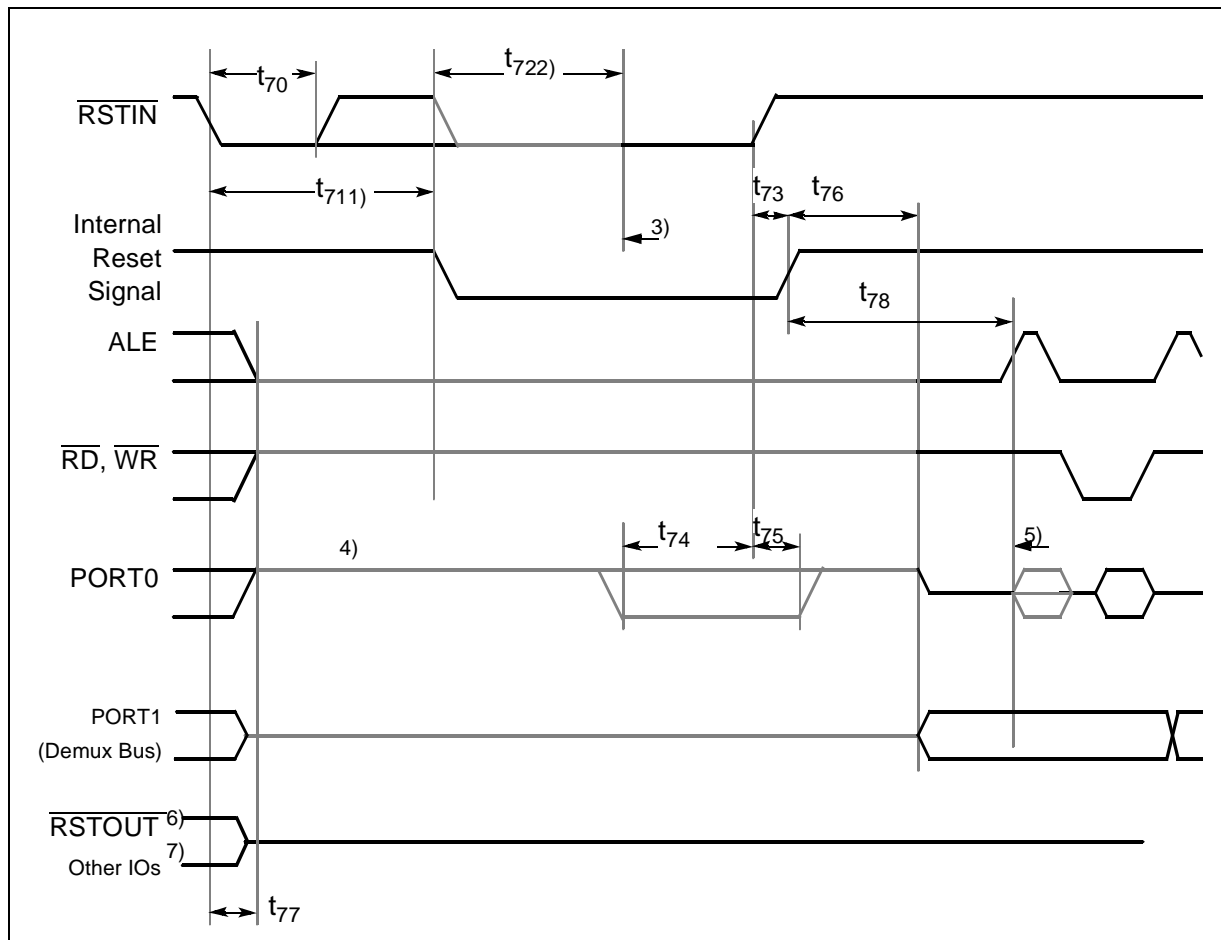 t70
t722)
RSTIN
t711)
t73
t76
Internal
Reset
Signal
3)
t78
ALE
RD, WR
4)
t74
t75
5)
PORT0
PORT1
(Demux Bus)
RSTOUT 6)
Other IOs 7)
t77